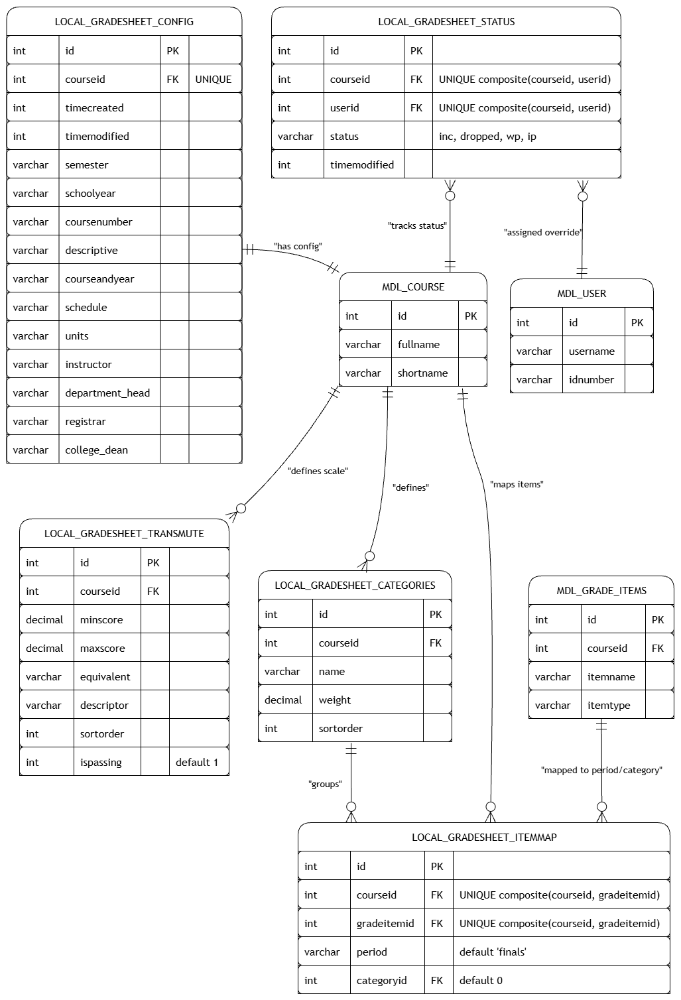 LOCAL_GRADESHEET_CONFIG
int id PK
int courseid FK UNIQUE
int timecreated
int timemodified
varchar semester
varchar schoolyear
varchar coursenumber
varchar descriptive
varchar courseandyear
varchar schedule
varchar units
varchar instructor
varchar department_head
varchar registrar
varchar college_dean
LOCAL_GRADESHEET_STATUS
int id PK
int courseid FK UNIQUE composite(courseid, userid)
int userid FK UNIQUE composite(courseid, userid)
varchar status inc, dropped, wp, ip
int timemodified
"tracks status"
"assigned override"
"has config"
MDL_COURSE
int id PK
varchar fullname
varchar shortname
MDL_USER
int id PK
varchar username
varchar idnumber
"defines scale"
"defines"
"maps items"
LOCAL_GRADESHEET_TRANSMUTE
int id PK
int courseid FK
decimal minscore
decimal maxscore
varchar equivalent
varchar descriptor
int sortorder
int ispassing default 1
LOCAL_GRADESHEET_CATEGORIES
int id PK
int courseid FK
varchar name
decimal weight
int sortorder
MDL_GRADE_ITEMS
int id PK
int courseid FK
varchar itemname
varchar itemtype
"groups"
"mapped to period/category"
LOCAL_GRADESHEET_ITEMMAP
int id PK
int courseid FK UNIQUE composite(courseid, gradeitemid)
int gradeitemid FK UNIQUE composite(courseid, gradeitemid)
varchar period default 'finals'
int categoryid FK default 0